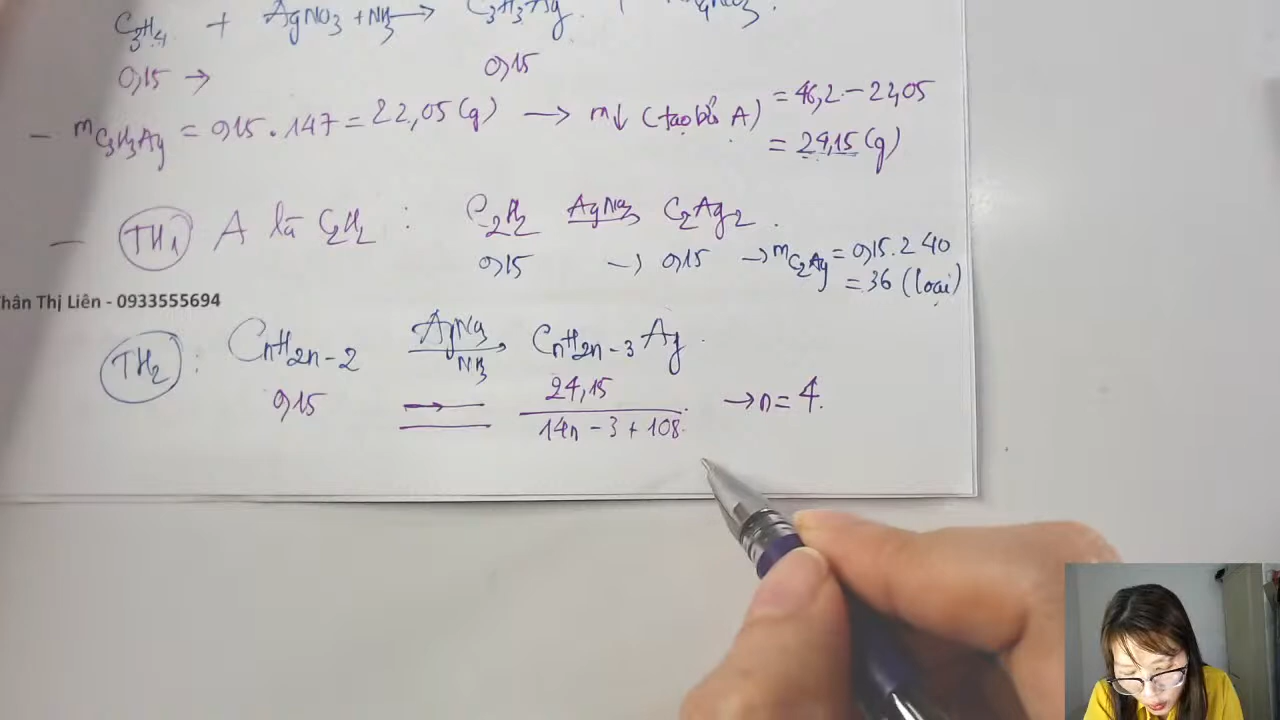 C3H4 + AgNO3 + NH3 → C3H3Ag +
0,15 → 0,15
- mC3H3Ag = 0,15 . 147 = 22,05 (g) → m↓ (tạo bởi A) = 46,2 - 22,05
= 24,15 (g)
- TH1 A là C2H2 : C2H2 AgNO3→ C2Ag2 .
0,15 → 0,15 → mC2Ag2 = 0,15 . 240
= 36 (loại)
Thân Thị Liên - 0933555694
TH2 : CnH2n-2 AgNO3→ CnH2n-3Ag .
NH3
0,15 → 24,15 / 14n - 3 + 108 → n = 4.